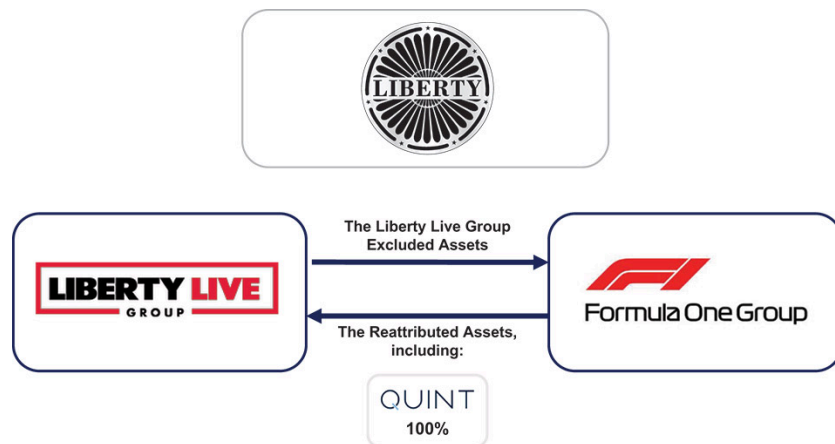 LIBERTY
The Liberty Live Group
Excluded Assets
LIBERTY LIVE
GROUP
Formula One Group
The Reattributed Assets,
including:
QUINT
100%